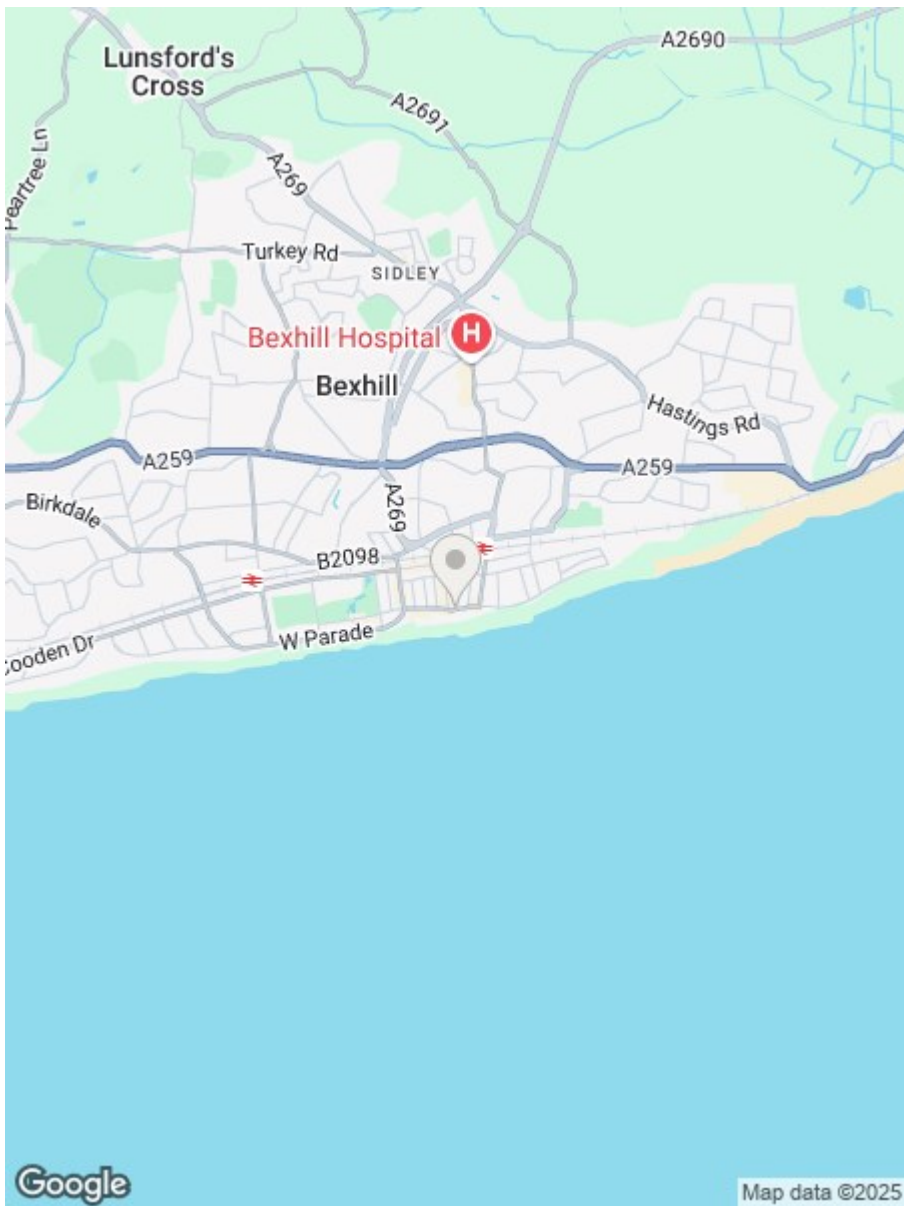 A2690
Lunsford's
Cross
A2691
Peartree Ln
A269
Turkey Rd
SIDLEY
Bexhill Hospital
H
Bexhill
Hastings Rd
A259
A259
Birkdale
A269
B2098
W Parade
Cooden Dr
Google
Map data ©2025